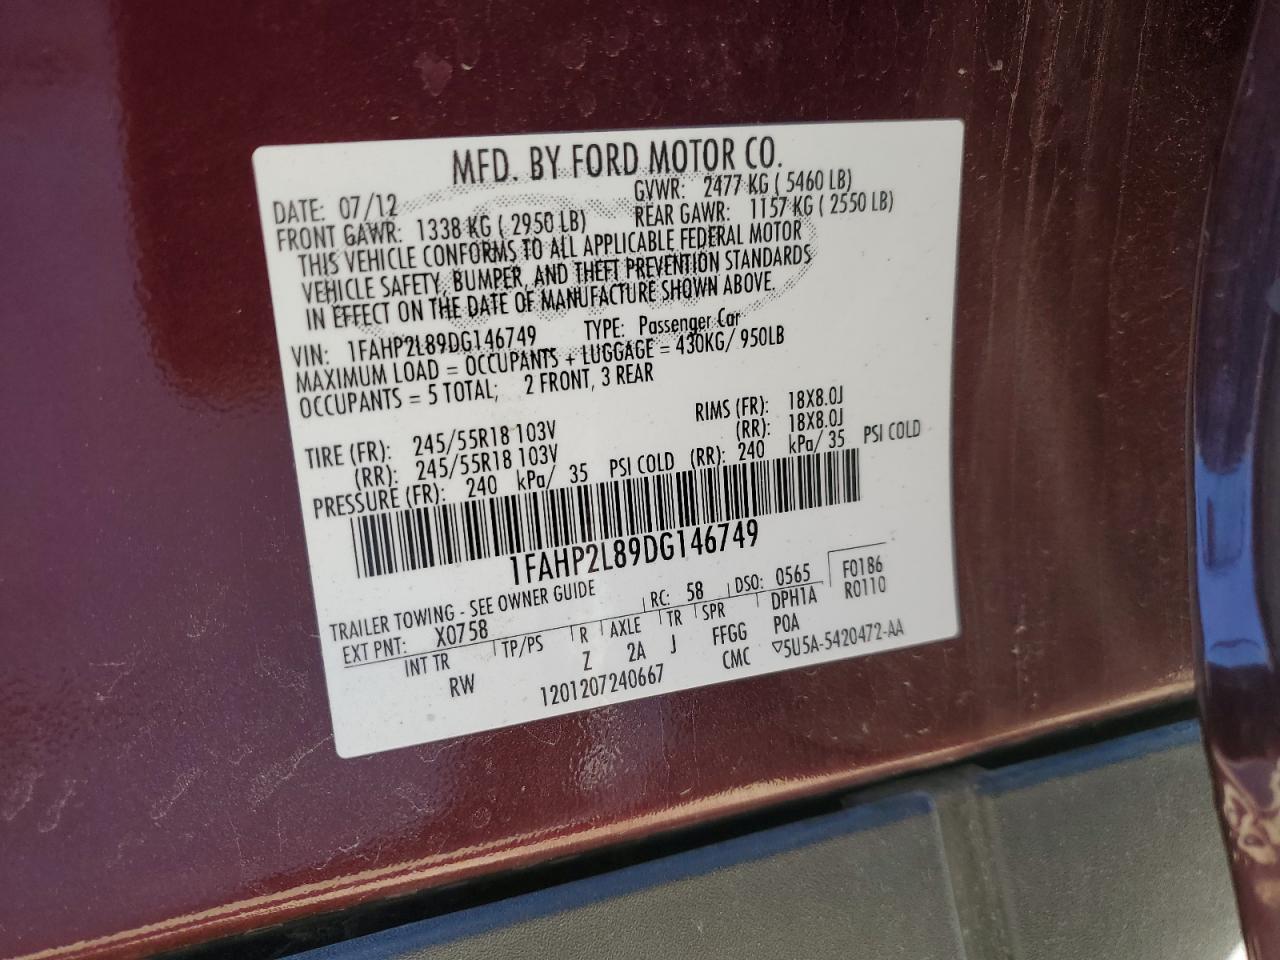 MFD. BY FORD MOTOR CO.
DATE: 07/12 GVWR: 2477 KG ( 5460 LB)
FRONT GAWR: 1338 KG ( 2950 LB) REAR GAWR: 1157 KG ( 2550 LB)
THIS VEHICLE CONFORMS TO ALL APPLICABLE FEDERAL MOTOR
VEHICLE SAFETY, BUMPER, AND THEFT PREVENTION STANDARDS
IN EFFECT ON THE DATE OF MANUFACTURE SHOWN ABOVE.
VIN: 1FAHP2L89DG146749 TYPE: Passenger Car
MAXIMUM LOAD = OCCUPANTS + LUGGAGE = 430KG/ 950LB
OCCUPANTS = 5 TOTAL; 2 FRONT, 3 REAR
TIRE (FR): 245/55R18 103V RIMS (FR): 18X8.0J
(RR): 245/55R18 103V (RR): 18X8.0J
PRESSURE (FR): 240 kPa/ 35 PSI COLD (RR): 240 kPa/ 35 PSI COLD
1FAHP2L89DG146749
TRAILER TOWING - SEE OWNER GUIDE
EXT PNT: X0758 RC: 58 DSO: 0565 F0186
R0110
INT TR TP/PS R AXLE TR SPR DPH1A
RW Z 2A J FFGG POA
1201207240667 CMC ▽5U5A-5420472-AA